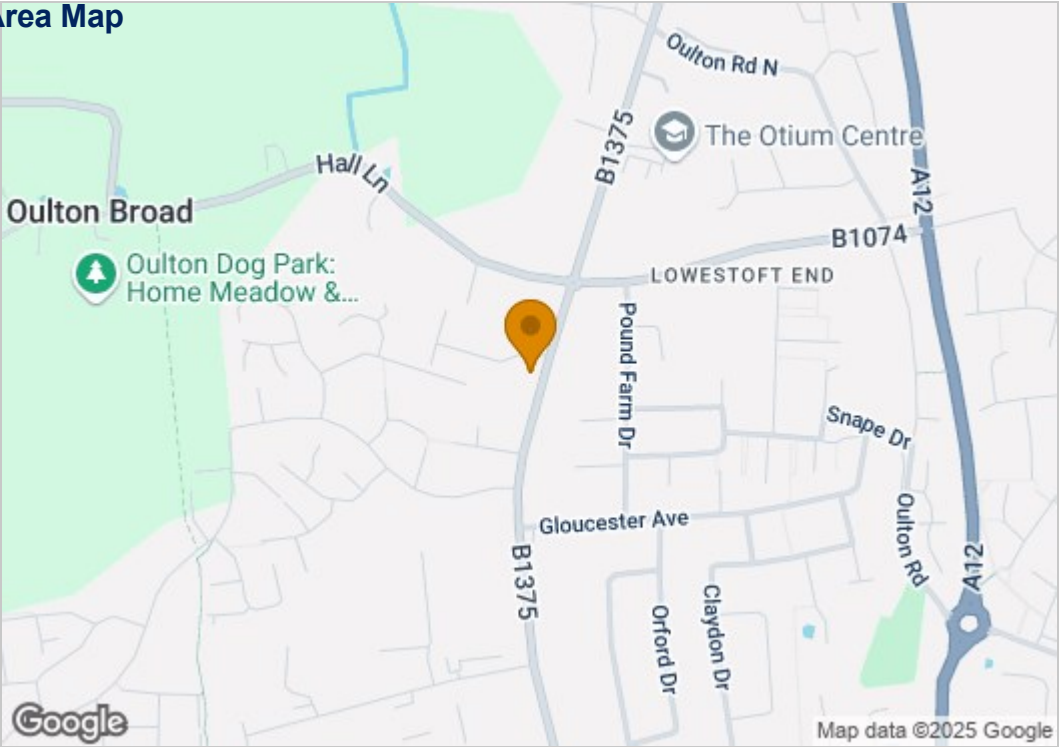 Area Map
Oulton Rd N
The Otium Centre
B1375
A12
Hall Ln
Oulton Broad
B1074
Oulton Dog Park:
Home Meadow &...
LOWESTOFT END
Pound Farm Dr
Snape Dr
Gloucester Ave
Oulton Rd
B1375
A12
Orford Dr
Claydon Dr
Google
Map data ©2025 Google